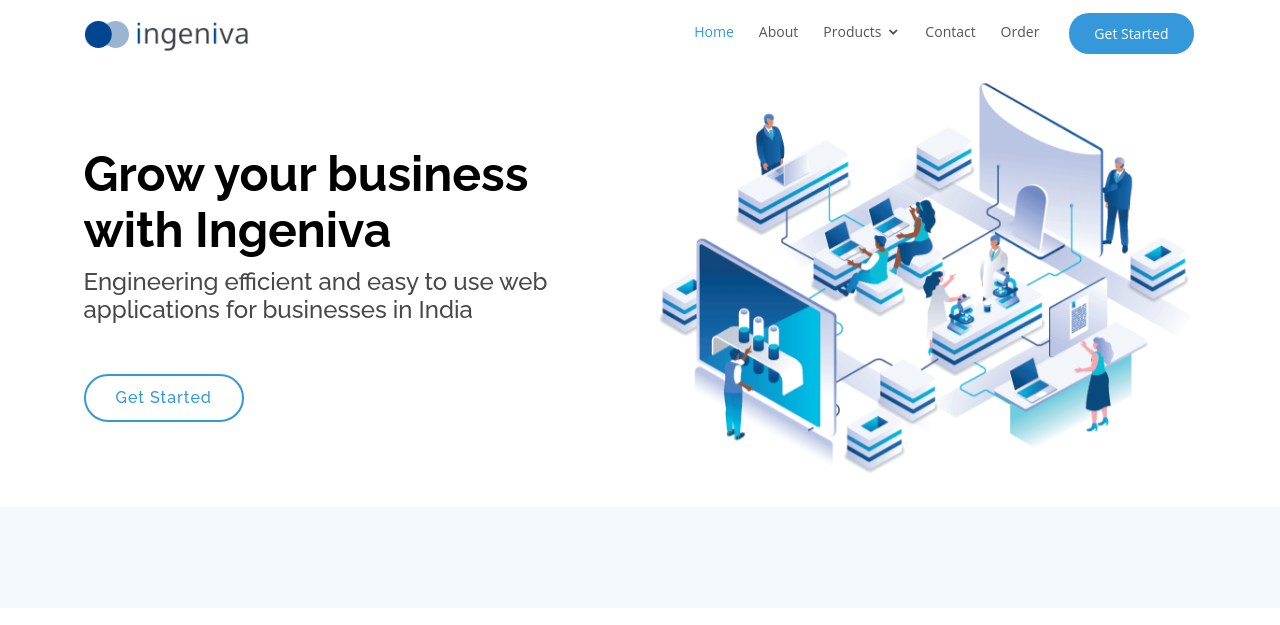 ingeniva
Home About Products Contact Order Get Started
Grow your business
with Ingeniva
Engineering efficient and easy to use web
applications for businesses in India
Get Started